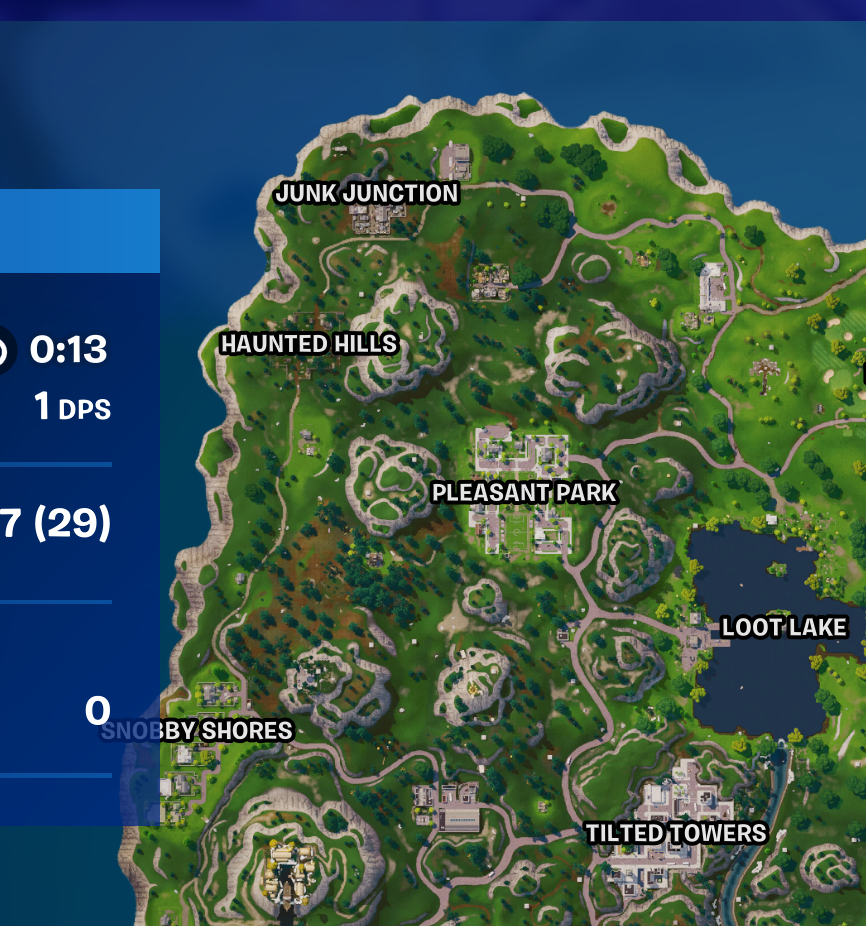 JUNK JUNCTION
HAUNTED HILLS
0:13
1 DPS
PLEASANT PARK
7 (29)
LOOT LAKE
0
SNOBBY SHORES
TILTED TOWERS